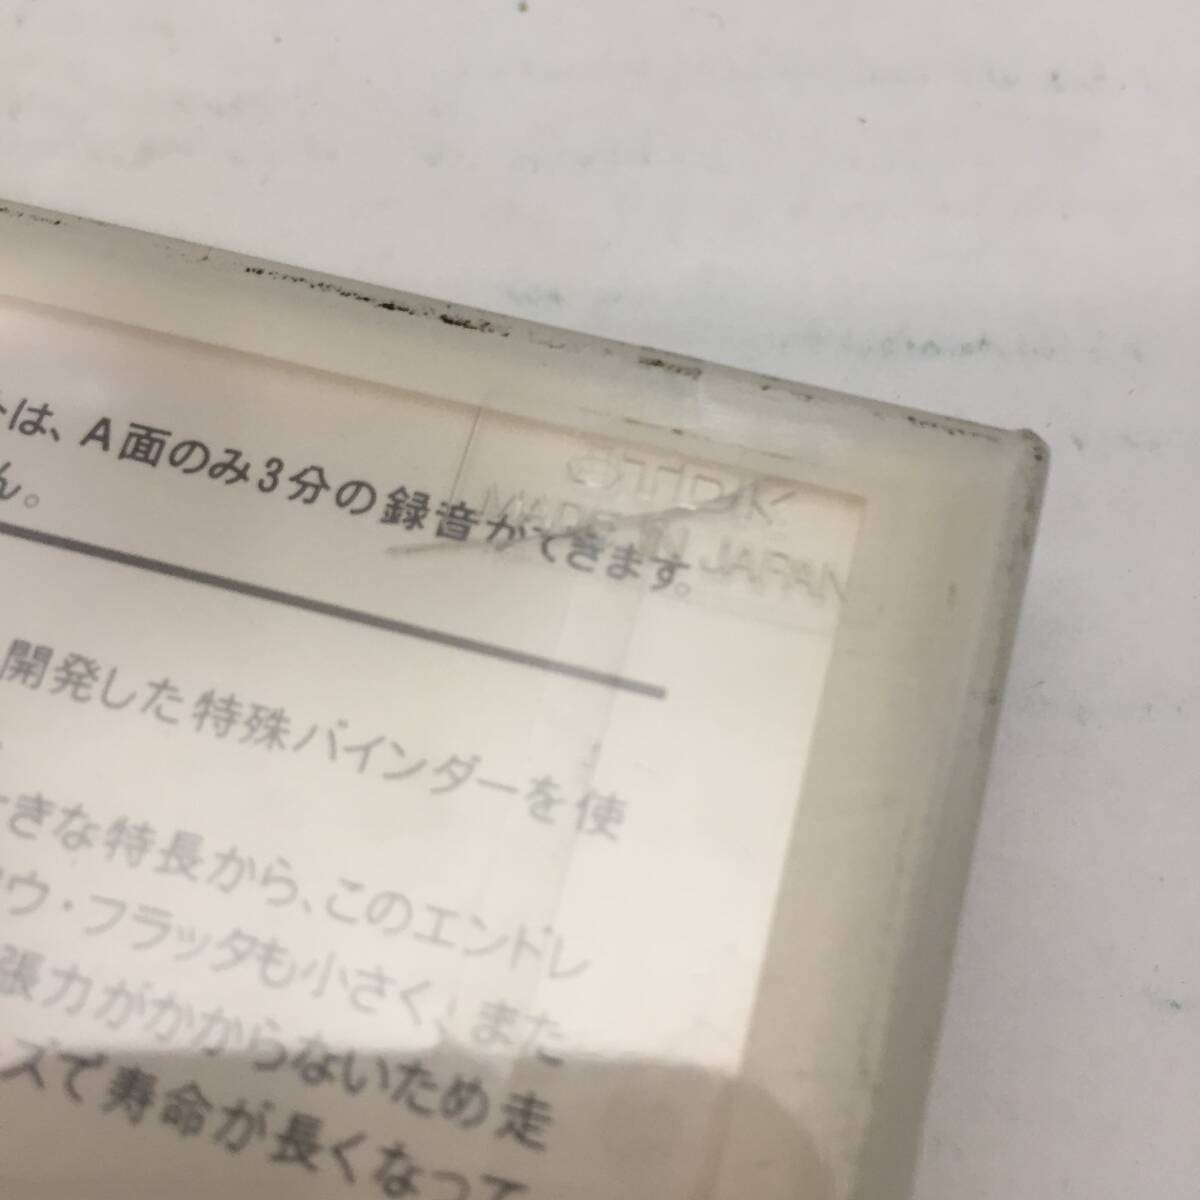 トは、A面のみ3分の録音ができます。
ん。
TDK
MADE IN JAPAN
開発した特殊バインダーを使
きな特長から、このエンドレ
ウ・フラッタも小さく、また
張力がかからないため走
ズで寿命が長くなって